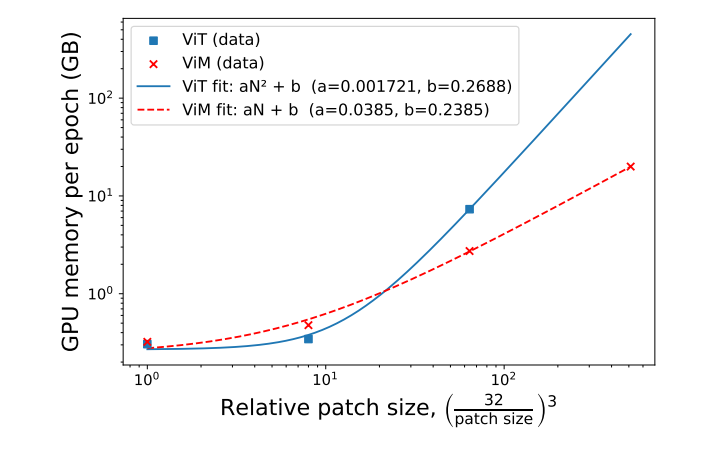 ViT (data)
ViM (data)
ViT fit: aN² + b (a=0.001721, b=0.2688)
ViM fit: aN + b (a=0.0385, b=0.2385)
GPU memory per epoch (GB)
10²
10¹
10⁰
10⁰ 10¹ 10²
Relative patch size, (32 / patch size)³